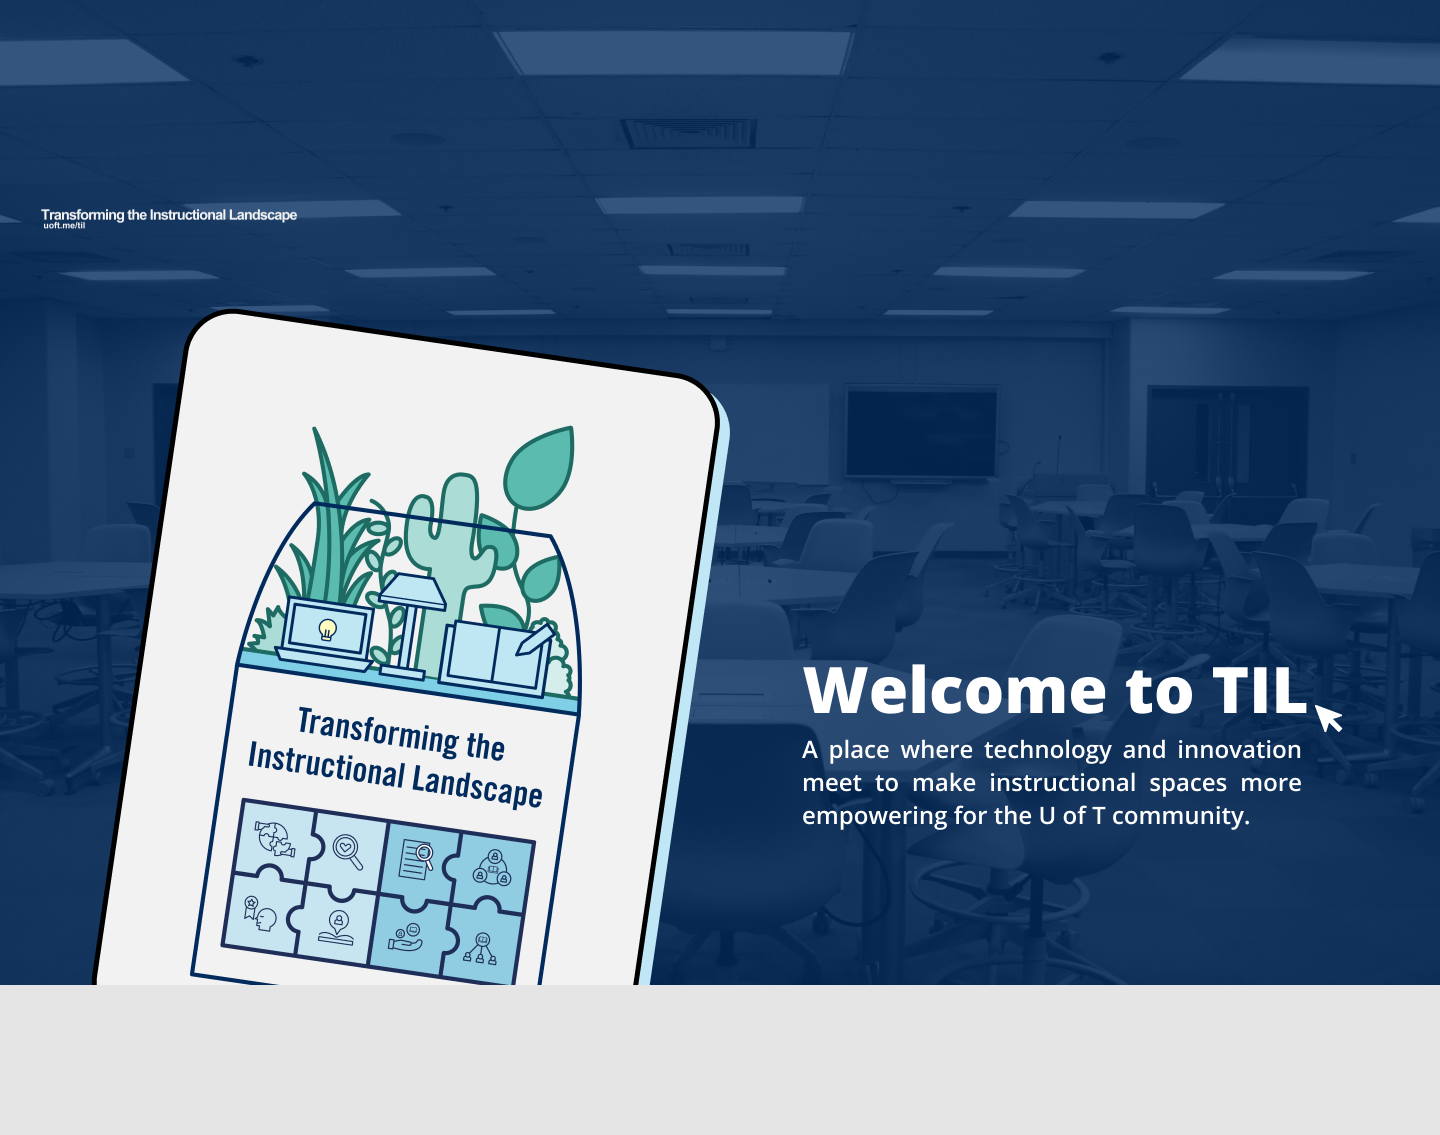 Transforming the Instructional Landscape
uoft.me/til
Transforming the
Instructional Landscape
Welcome to TIL
A place where technology and innovation
meet to make instructional spaces more
empowering for the U of T community.